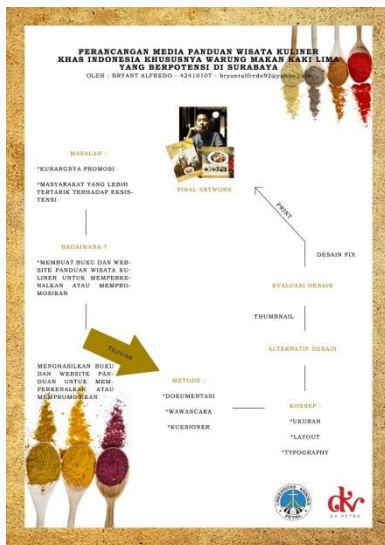 PERANCANGAN MEDIA PANDUAN WISATA KULINER
KHAS INDONESIA KHUSUSNYA WARUNG MAKAN KAKI LIMA
YANG BERPOTENSI DI SURABAYA
OLEH : BRYANT ALFREDO - 42410107 - bryantalfredo92@yahoo.com
MASALAH :
*KURANGNYA PROMOSI
*MASYARAKAT YANG LEBIH
TERTARIK TERHADAP EKSIS-
TENSI
BAGAIMANA ?
*MEMBUAT BUKU DAN WEB-
SITE PANDUAN WISATA KU-
LINER UNTUK MEMPERKE-
NALKAN ATAU MEMPRO-
MOSIKAN
TUJUAN
MENGHASILKAN BUKU
DAN WEBSITE PAN-
DUAN UNTUK MEM-
PERKENALKAN ATAU
MEMPROMOSIKAN
METODE :
*DOKUMENTASI
*WAWANCARA
*KUESIONER
KONSEP :
*UKURAN
*LAYOUT
*TYPOGRAPHY
ALTERNATIF DESAIN
THUMBNAIL
EVALUASI DESAIN
DESAIN FIX
PRINT
FINAL ARTWORK
UNIVERSITAS KRISTEN
PETRA
dkv
UK PETRA